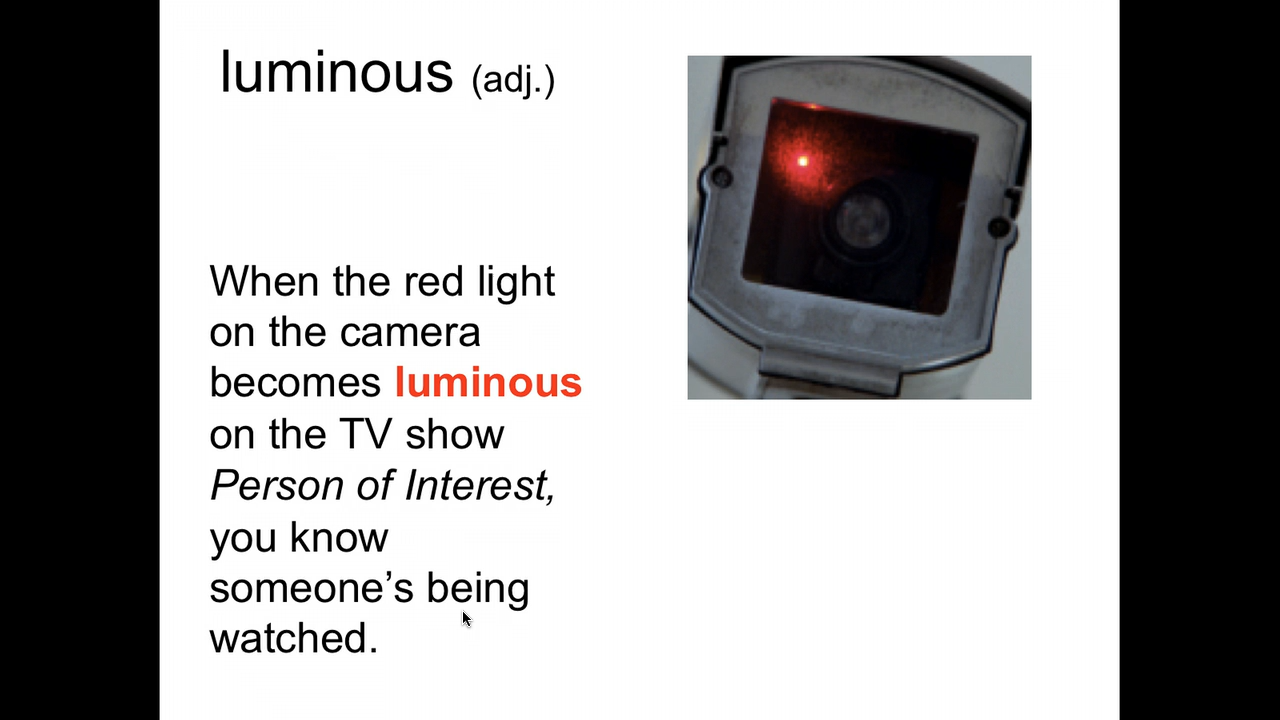 luminous (adj.)
When the red light
on the camera
becomes luminous
on the TV show
Person of Interest,
you know
someone’s being
watched.